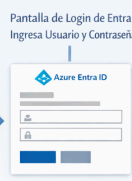 Pantalla de Login de Entra
Ingresa Usuario y Contraseñ
Azure Entra ID